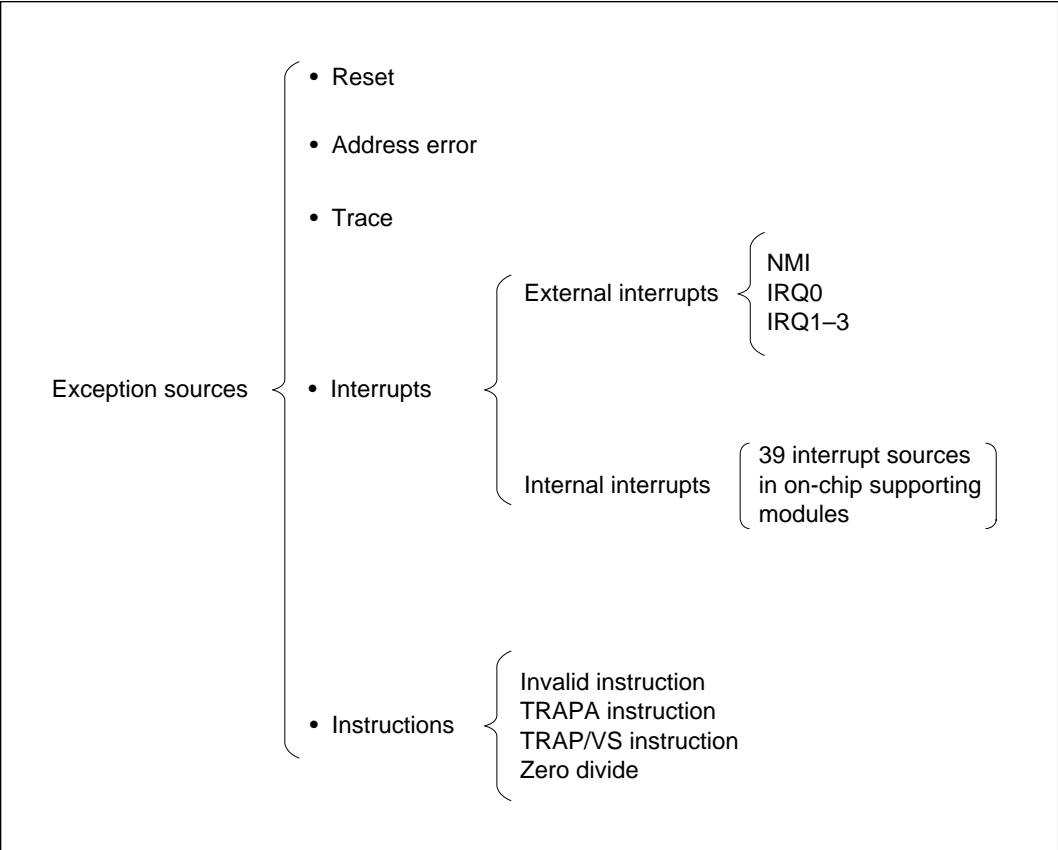 • Reset
• Address error
• Trace
Exception sources
• Interrupts
External interrupts
NMI
IRQ0
IRQ1–3
Internal interrupts
39 interrupt sources
in on-chip supporting
modules
• Instructions
Invalid instruction
TRAPA instruction
TRAP/VS instruction
Zero divide